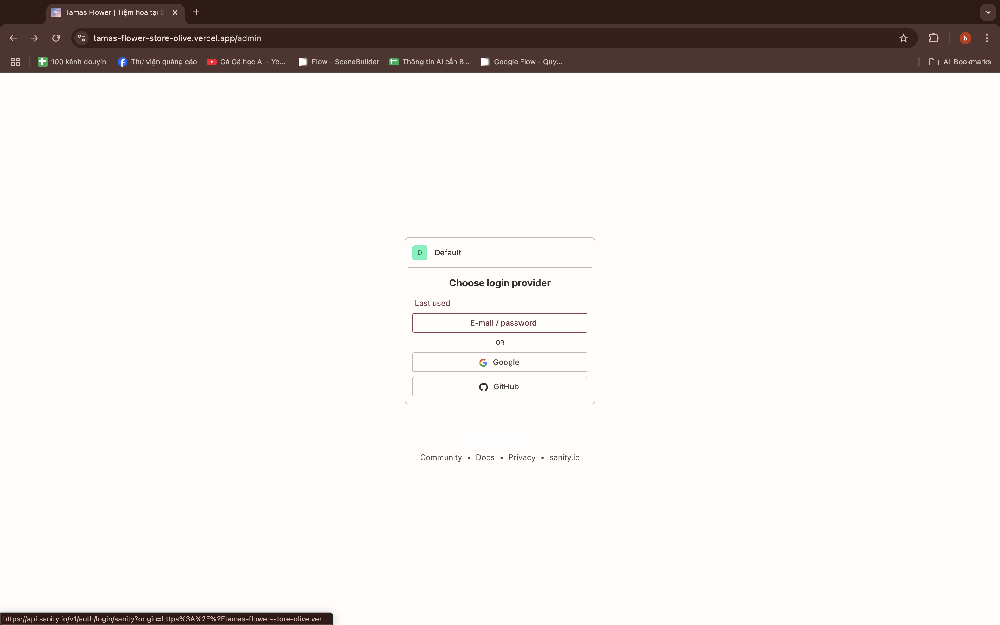 Tamas Flower | Tiệm hoa tại S
tamas-flower-store-olive.vercel.app/admin
b
100 kênh douyin
Thư viện quảng cáo
Gà Gá học AI - Yo...
Flow - SceneBuilder
Thông tin AI cần B...
Google Flow - Quy...
All Bookmarks
D
Default
Choose login provider
Last used
E-mail / password
OR
Google
GitHub
Sanity
Community • Docs • Privacy • sanity.io
https://api.sanity.io/v1/auth/login/sanity?origin=https%3A%2F%2Ftamas-flower-store-olive.ver...